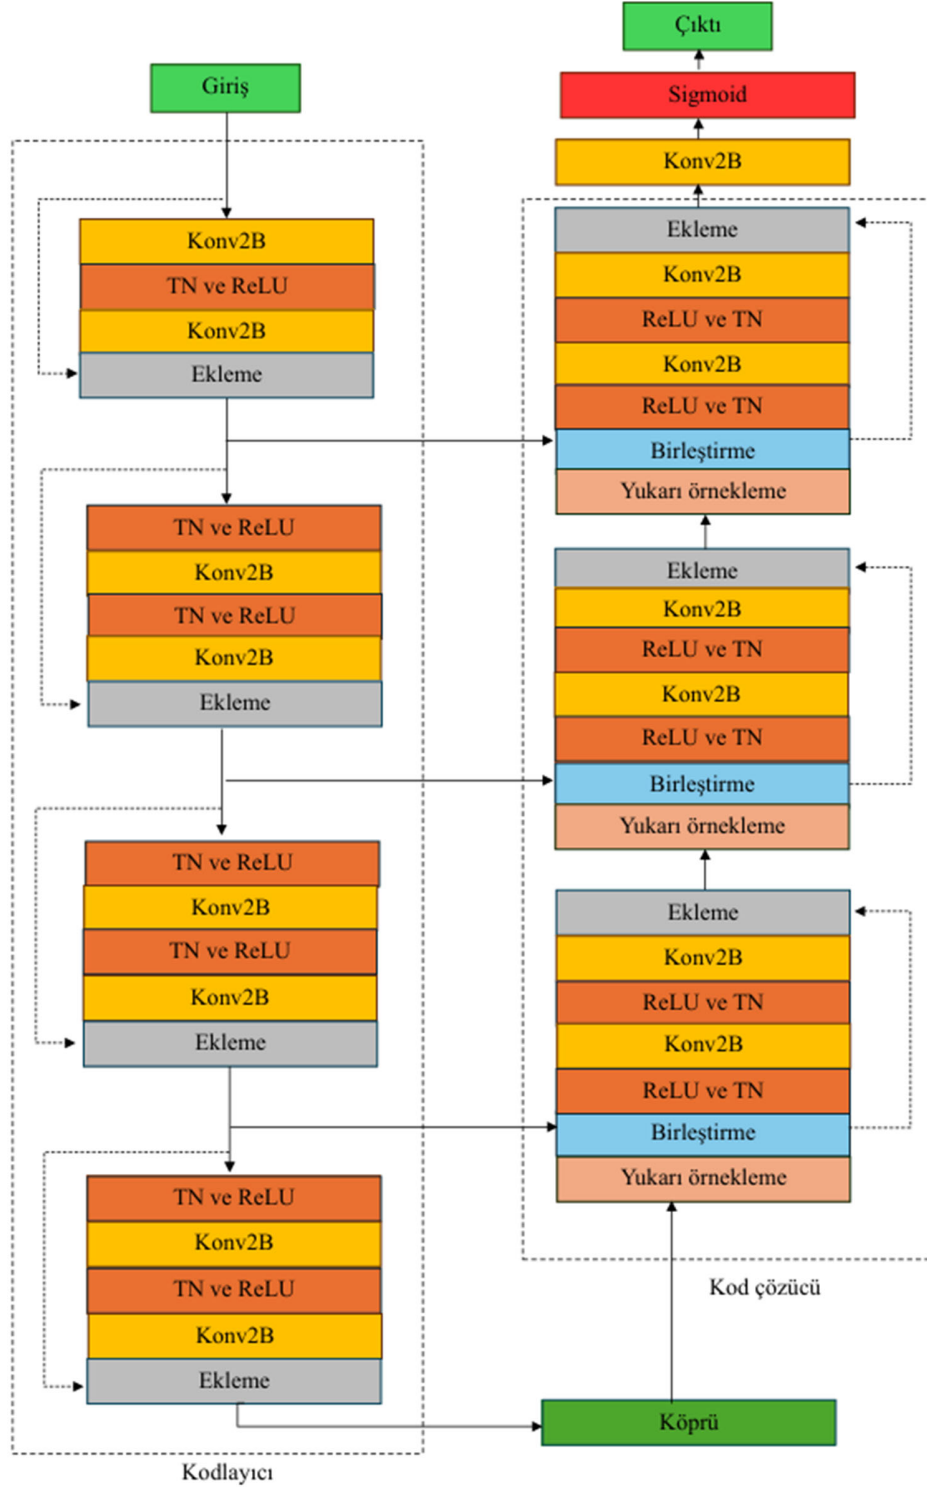 Giriş
Konv2B
TN ve ReLU
Konv2B
Ekleme
TN ve ReLU
Konv2B
TN ve ReLU
Konv2B
Ekleme
TN ve ReLU
Konv2B
TN ve ReLU
Konv2B
Ekleme
TN ve ReLU
Konv2B
TN ve ReLU
Konv2B
Ekleme
Kodlayıcı
Çıktı
Sigmoid
Konv2B
Ekleme
Konv2B
ReLU ve TN
Konv2B
ReLU ve TN
Birleştirme
Yukarı örnekleme
Ekleme
Konv2B
ReLU ve TN
Konv2B
ReLU ve TN
Birleştirme
Yukarı örnekleme
Ekleme
Konv2B
ReLU ve TN
Konv2B
ReLU ve TN
Birleştirme
Yukarı örnekleme
Kod çözücü
Köprü